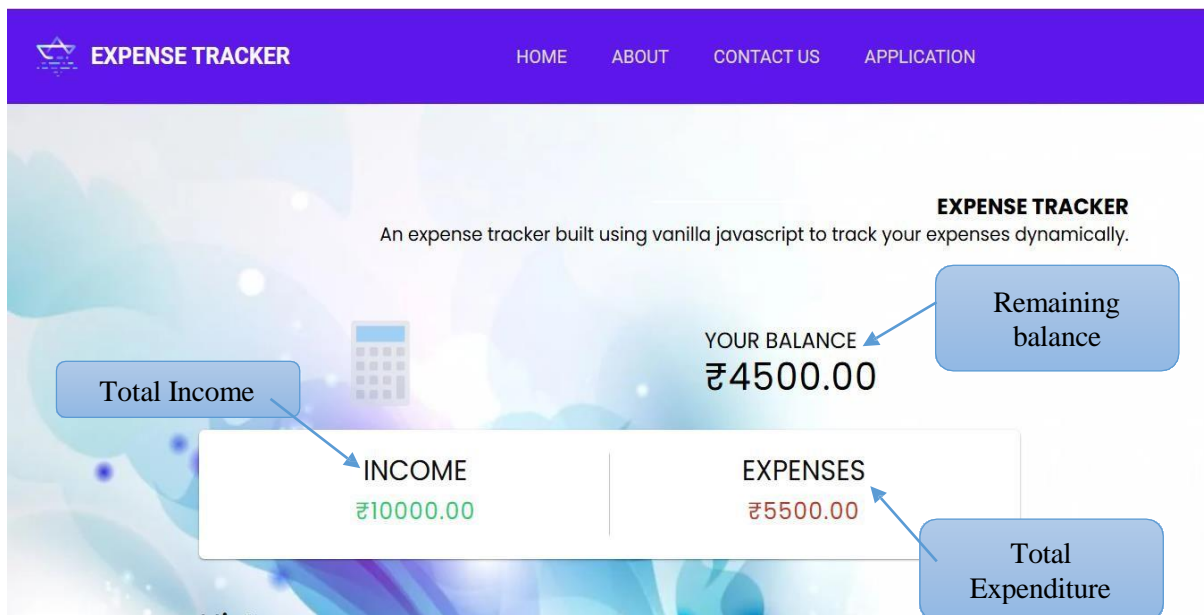 EXPENSE TRACKER
HOME ABOUT CONTACT US APPLICATION
EXPENSE TRACKER
An expense tracker built using vanilla javascript to track your expenses dynamically.
Remaining
balance
YOUR BALANCE
₹4500.00
Total Income
INCOME
₹10000.00
EXPENSES
₹5500.00
Total
Expenditure